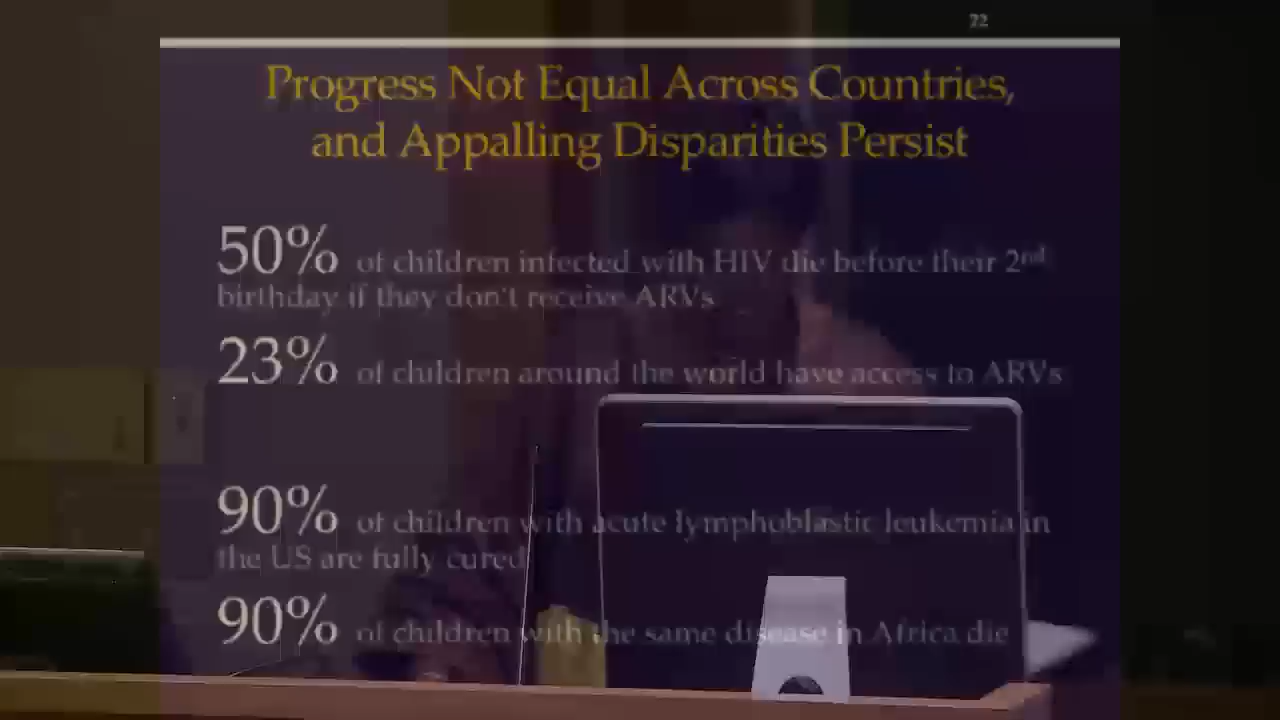 22
Progress Not Equal Across Countries,
and Appalling Disparities Persist
50% of children infected with HIV die before their 2nd
birthday if they don't receive ARVs
23% of children around the world have access to ARVs
90% of children with acute lymphoblastic leukemia in
the US are fully cured
90% of children with the same disease in Africa die